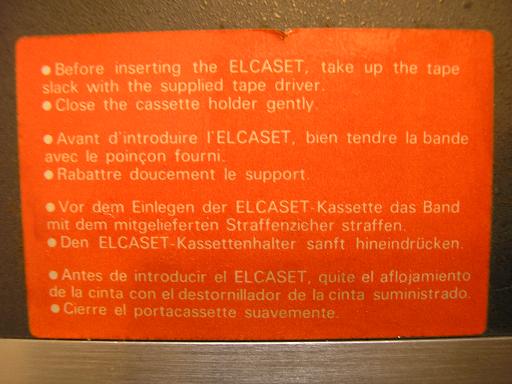 ● Before inserting the ELCASET, take up the tape
slack with the supplied tape driver.
● Close the cassette holder gently.
● Avant d'introduire l'ELCASET, bien tendre la bande
avec le poinçon fourni.
● Rabattre doucement le support.
● Vor dem Einlegen der ELCASET-Kassette das Band
mit dem mitgelieferten Straffenzicher straffen.
● Den ELCASET-Kassettenhalter sanft hineindrücken.
● Antes de introducir el ELCASET, quite el aflojamiento
de la cinta con el destornillador de la cinta suministrado.
● Cierre el portacassette suavemente.